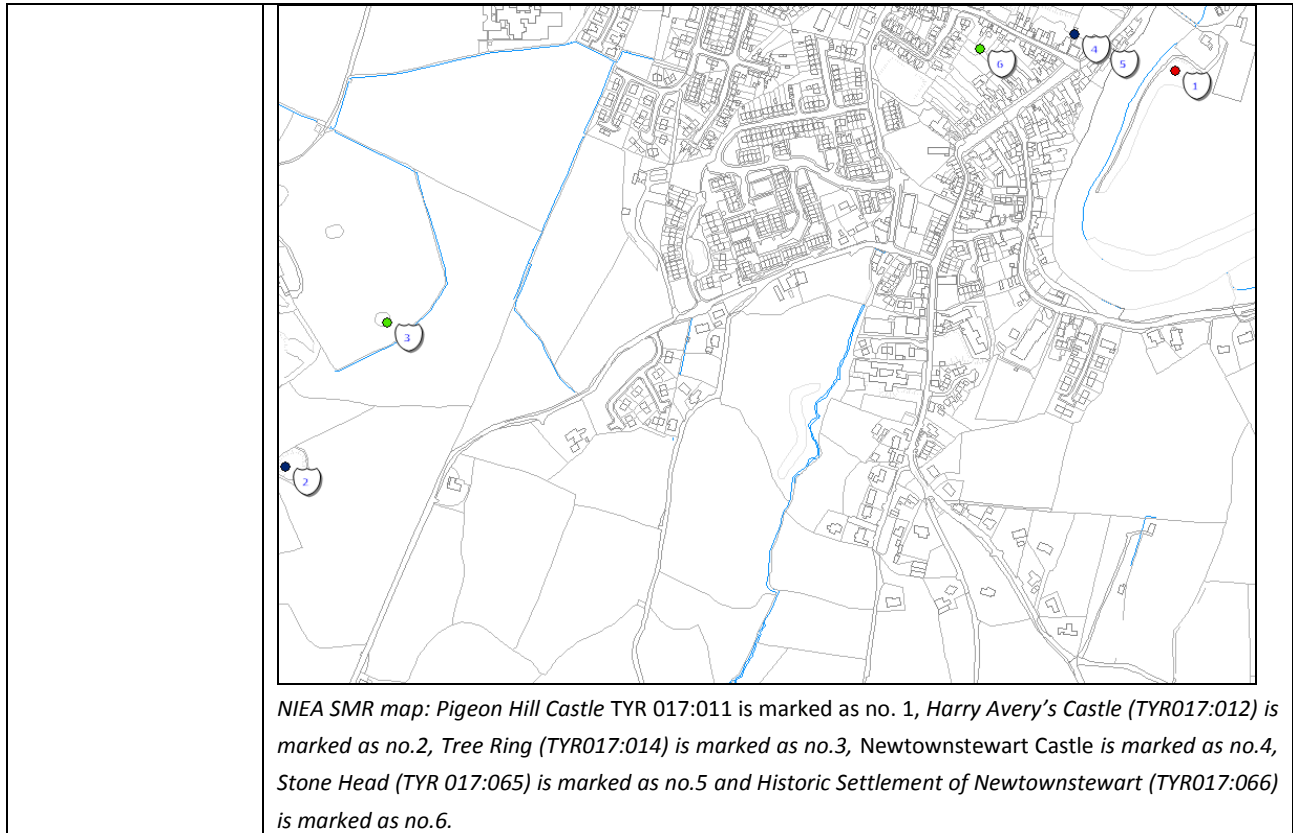 4
6
5
1
3
2
NIEA SMR map: Pigeon Hill Castle TYR 017:011 is marked as no. 1, Harry Avery’s Castle (TYR017:012) is
marked as no.2, Tree Ring (TYR017:014) is marked as no.3, Newtownstewart Castle is marked as no.4,
Stone Head (TYR 017:065) is marked as no.5 and Historic Settlement of Newtownstewart (TYR017:066)
is marked as no.6.